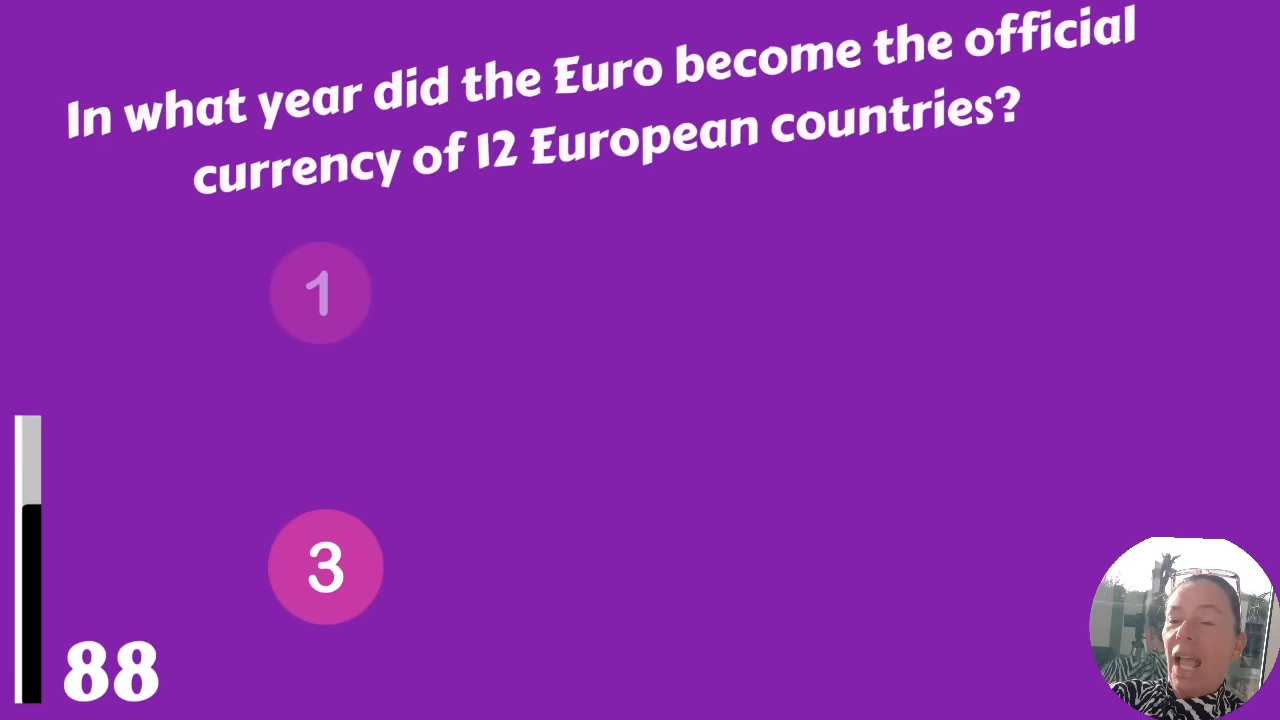 In what year did the Euro become the official
currency of 12 European countries?
1
3
88